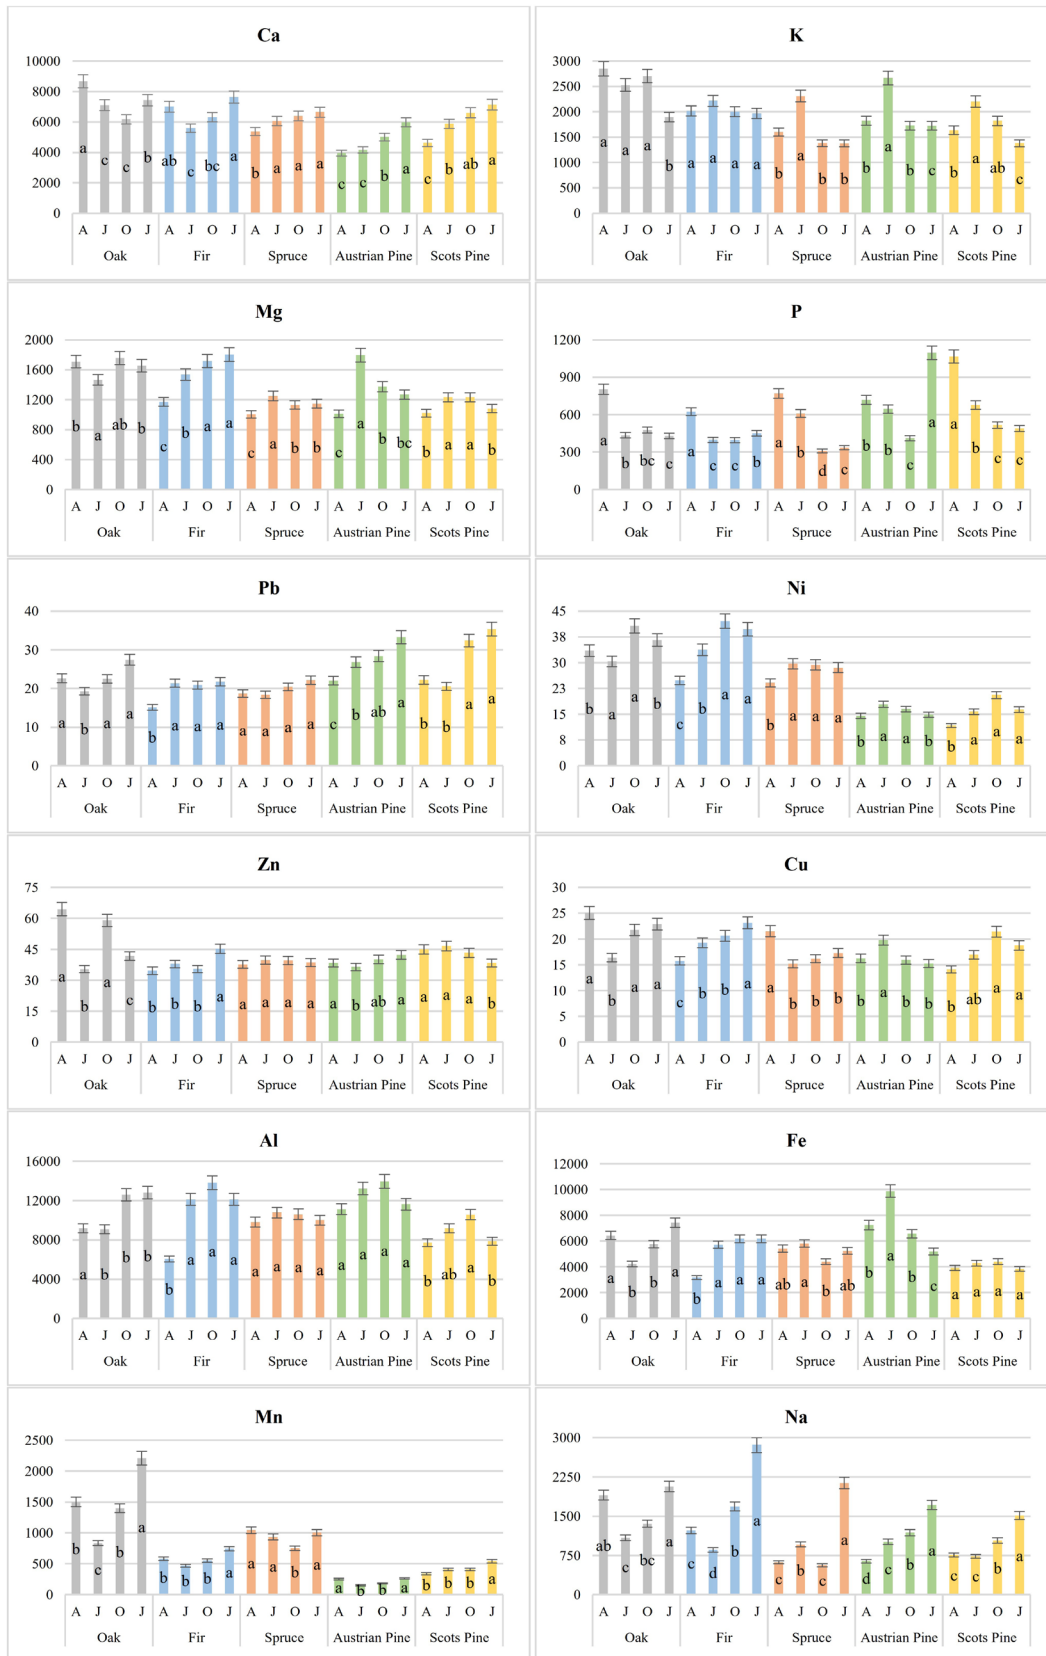 Ca
10000
8000
6000
4000
2000
0
a c c b ab c bc a b a a a c c b a c b ab a
A J O J A J O J A J O J A J O J A J O J
Oak Fir Spruce Austrian Pine Scots Pine
K
3000
2500
2000
1500
1000
500
0
a a a b a a a a b a b b b a b c b a ab c
A J O J A J O J A J O J A J O J A J O J
Oak Fir Spruce Austrian Pine Scots Pine
Mg
2000
1600
1200
800
400
0
b a ab b c b a a c a b b c a b bc b a a b
A J O J A J O J A J O J A J O J A J O J
Oak Fir Spruce Austrian Pine Scots Pine
P
1200
900
600
300
0
a b bc c a c c b a b d c b b c a a b c c
A J O J A J O J A J O J A J O J A J O J
Oak Fir Spruce Austrian Pine Scots Pine
Pb
40
30
20
10
0
a b a a b a a a a a a a c b ab a b b a a
A J O J A J O J A J O J A J O J A J O J
Oak Fir Spruce Austrian Pine Scots Pine
Ni
45
38
30
23
15
8
0
b a a b c b a a b a a a b a a b b a a a
A J O J A J O J A J O J A J O J A J O J
Oak Fir Spruce Austrian Pine Scots Pine
Zn
75
60
45
30
15
0
a b a c b b b a a a a a a b ab a a a a b
A J O J A J O J A J O J A J O J A J O J
Oak Fir Spruce Austrian Pine Scots Pine
Cu
30
25
20
15
10
5
0
a b a a c b b a a b b b b a b b b ab a a
A J O J A J O J A J O J A J O J A J O J
Oak Fir Spruce Austrian Pine Scots Pine
Al
16000
12000
8000
4000
0
a b b b b a a a a a a a a a a a b ab a b
A J O J A J O J A J O J A J O J A J O J
Oak Fir Spruce Austrian Pine Scots Pine
Fe
12000
10000
8000
6000
4000
2000
0
a b b a b a a a ab a b ab b a b c a a a a
A J O J A J O J A J O J A J O J A J O J
Oak Fir Spruce Austrian Pine Scots Pine
Mn
2500
2000
1500
1000
500
0
b c b a b b b a a a b a a b b a b b b a
A J O J A J O J A J O J A J O J A J O J
Oak Fir Spruce Austrian Pine Scots Pine
Na
3000
2250
1500
750
0
ab c bc a c d b a c b c a d c b a c c b a
A J O J A J O J A J O J A J O J A J O J
Oak Fir Spruce Austrian Pine Scots Pine